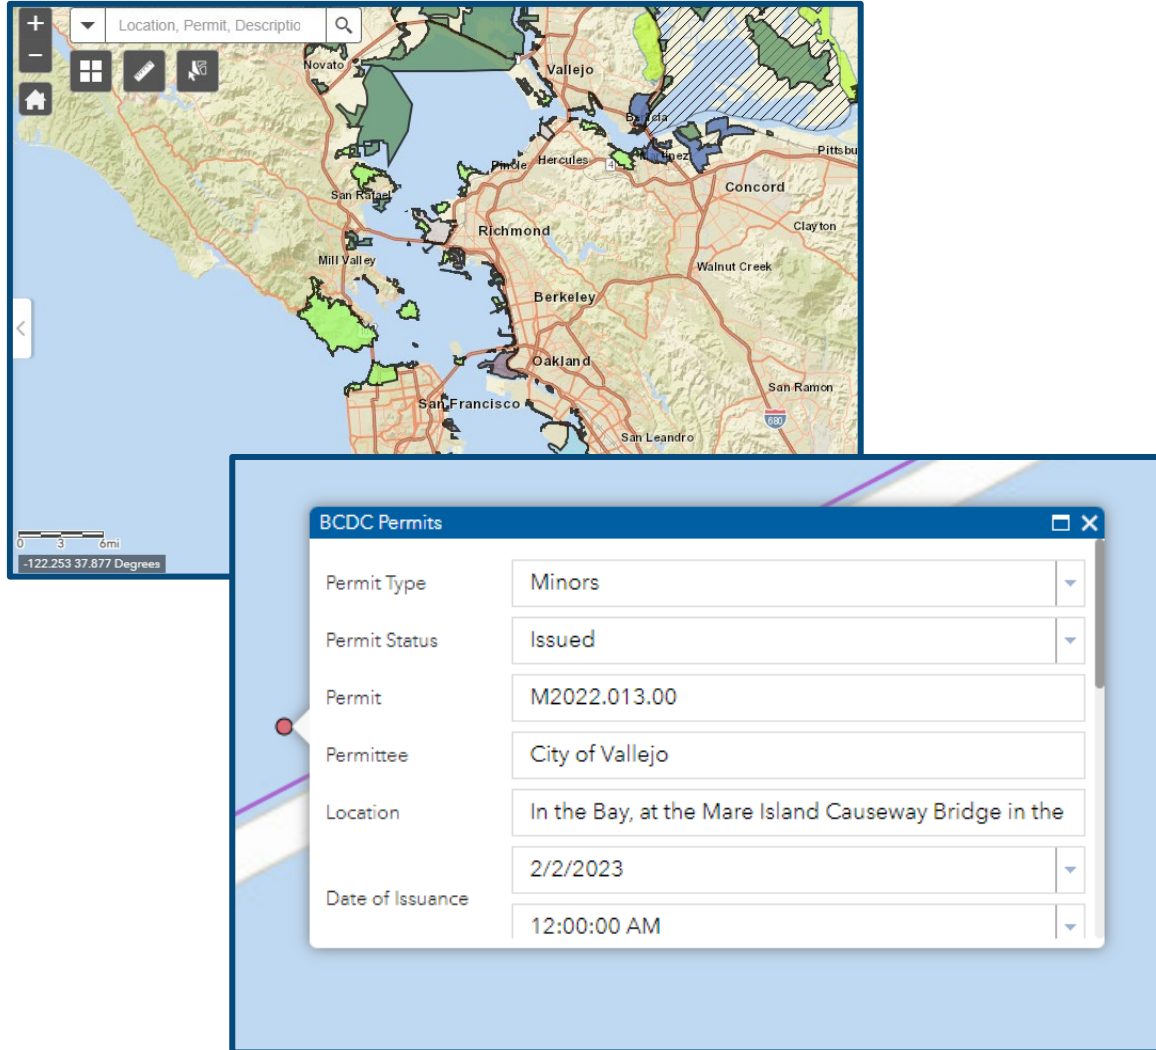 +
Location, Permit, Descriptio
−
Novato
Vallejo
Benicia
Martinez
Pittsbu
Pinole
Hercules
4
Concord
San Rafael
Clayton
Richmond
Mill Valley
Walnut Creek
Berkeley
Oakland
San Ramon
San Francisco
680
San Leandro
0 3 6mi
-122.253 37.877 Degrees
BCDC Permits
Permit Type
Minors
Permit Status
Issued
Permit
M2022.013.00
Permittee
City of Vallejo
Location
In the Bay, at the Mare Island Causeway Bridge in the
Date of Issuance
2/2/2023
12:00:00 AM